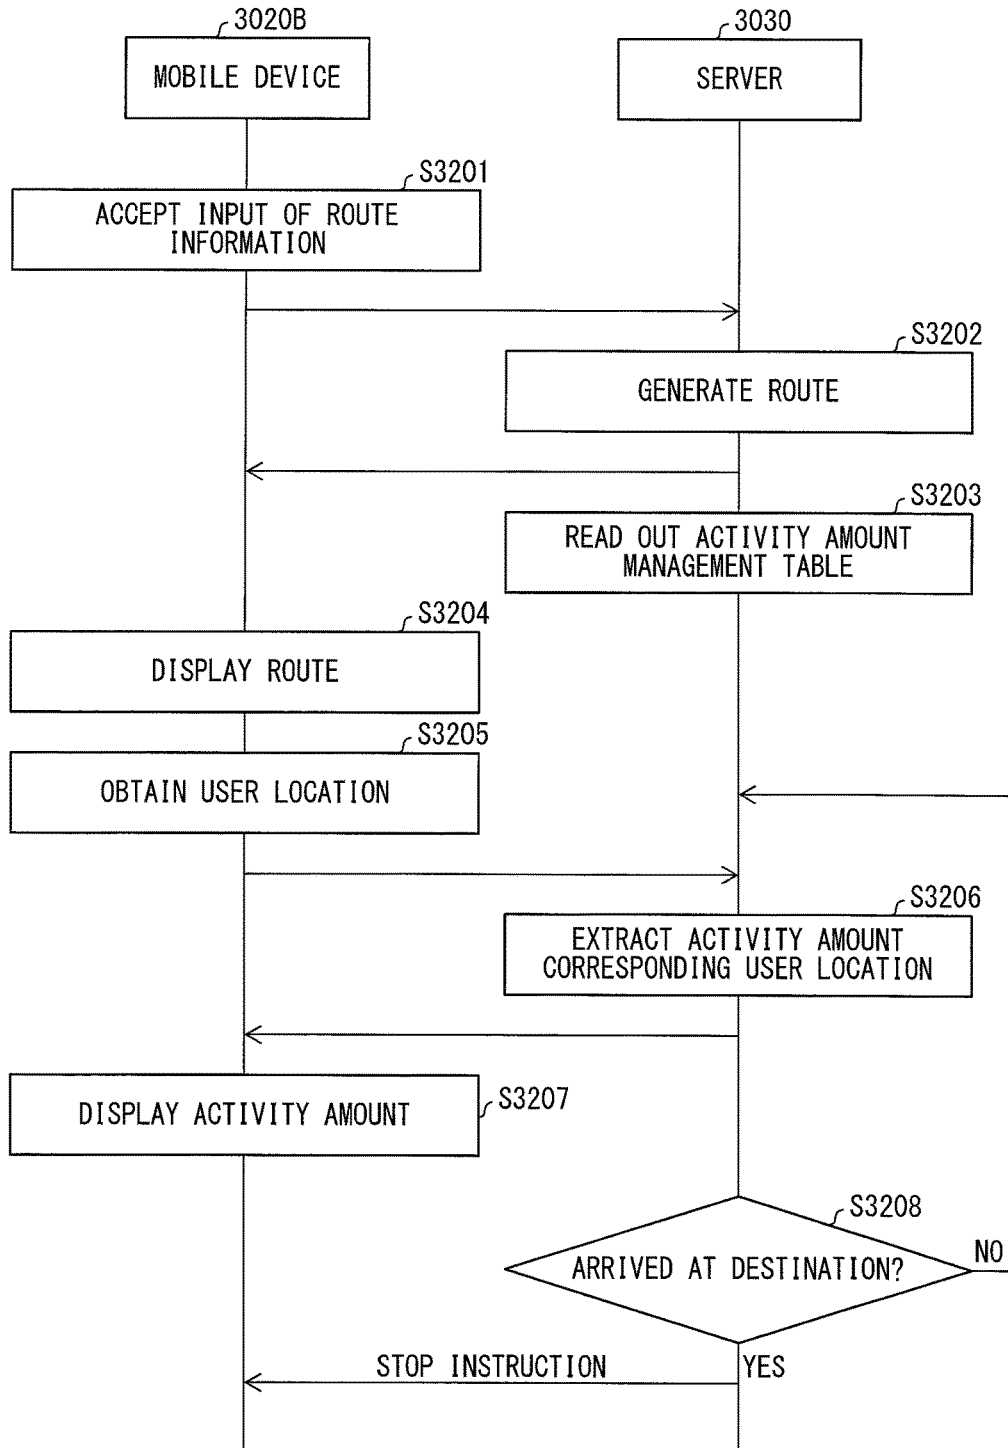 3020B
MOBILE DEVICE
3030
SERVER
S3201
ACCEPT INPUT OF ROUTE
INFORMATION
S3202
GENERATE ROUTE
S3203
READ OUT ACTIVITY AMOUNT
MANAGEMENT TABLE
S3204
DISPLAY ROUTE
S3205
OBTAIN USER LOCATION
S3206
EXTRACT ACTIVITY AMOUNT
CORRESPONDING USER LOCATION
DISPLAY ACTIVITY AMOUNT
S3207
S3208
ARRIVED AT DESTINATION?
NO
STOP INSTRUCTION
YES